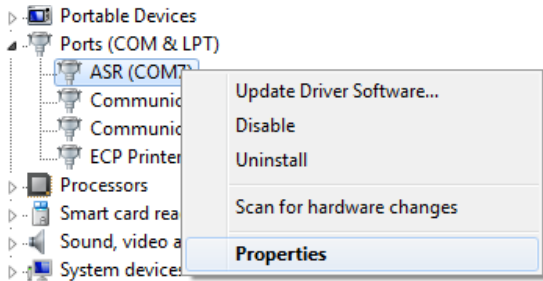 Portable Devices
Ports (COM & LPT)
ASR (COM7)
Communic
Communic
ECP Printer
Processors
Smart card rea
Sound, video a
System device
Update Driver Software...
Disable
Uninstall
Scan for hardware changes
Properties